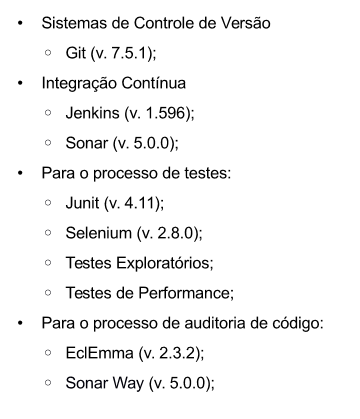 • Sistemas de Controle de Versão
○ Git (v. 7.5.1);
• Integração Contínua
○ Jenkins (v. 1.596);
○ Sonar (v. 5.0.0);
• Para o processo de testes:
○ Junit (v. 4.11);
○ Selenium (v. 2.8.0);
○ Testes Exploratórios;
○ Testes de Performance;
• Para o processo de auditoria de código:
○ EclEmma (v. 2.3.2);
○ Sonar Way (v. 5.0.0);